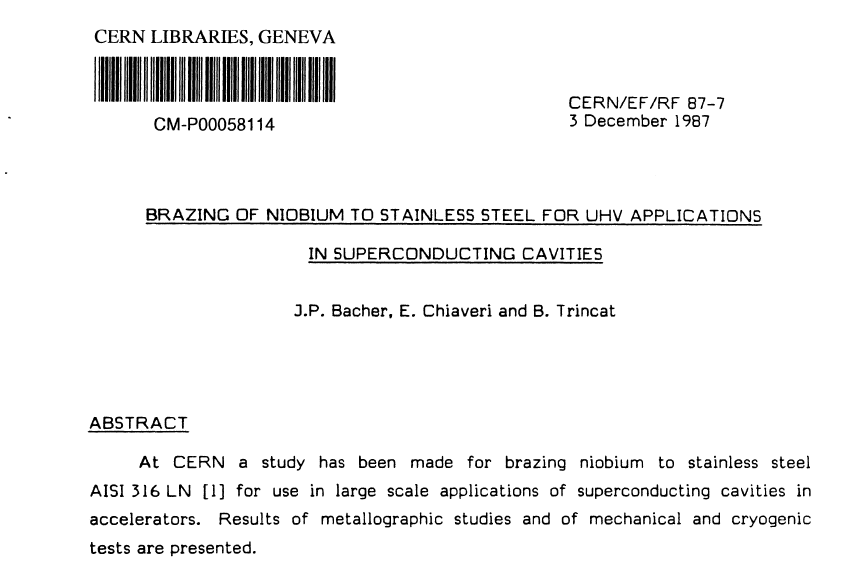 CERN LIBRARIES, GENEVA
CM-P00058114
CERN/EF/RF 87-7
3 December 1987
BRAZING OF NIOBIUM TO STAINLESS STEEL FOR UHV APPLICATIONS
IN SUPERCONDUCTING CAVITIES
J.P. Bacher, E. Chiaveri and B. Trincat
ABSTRACT
At CERN a study has been made for brazing niobium to stainless steel
AISI 316 LN [1] for use in large scale applications of superconducting cavities in
accelerators. Results of metallographic studies and of mechanical and cryogenic
tests are presented.